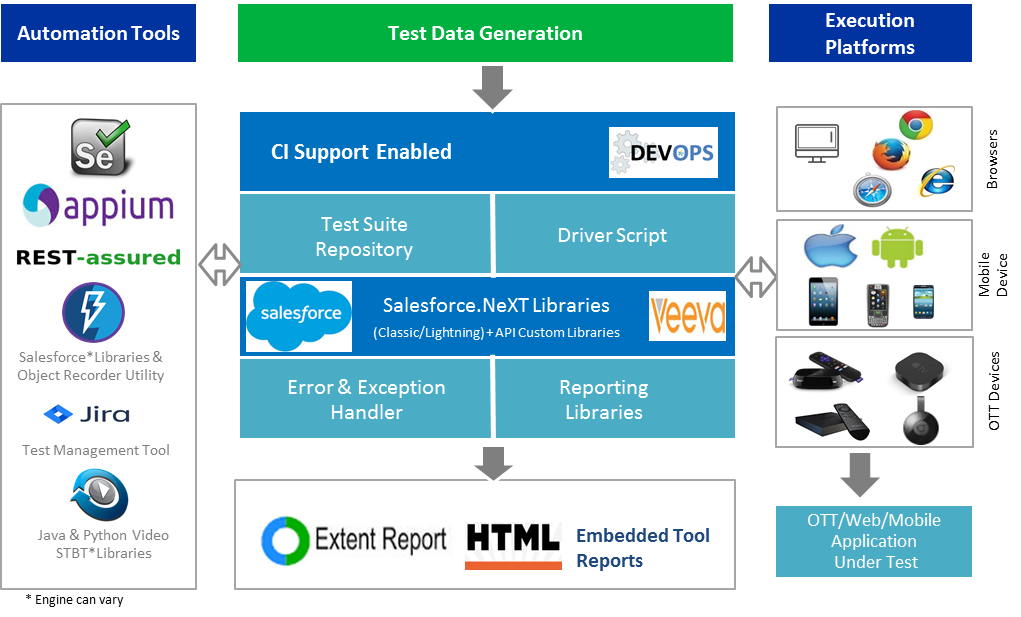 Automation Tools
Test Data Generation
Execution
Platforms
Se
appium
REST-assured
Salesforce*Libraries &
Object Recorder Utility
Jira
Test Management Tool
Java & Python Video
STBT*Libraries
* Engine can vary
CI Support Enabled
DEVOPS
Test Suite
Repository
Driver Script
salesforce
Salesforce.NeXT Libraries
(Classic/Lightning) + API Custom Libraries
Veeva
Error & Exception
Handler
Reporting
Libraries
Extent Report
HTML
Embedded Tool
Reports
Browsers
Mobile
Device
OTT Devices
OTT/Web/Mobile
Application
Under Test